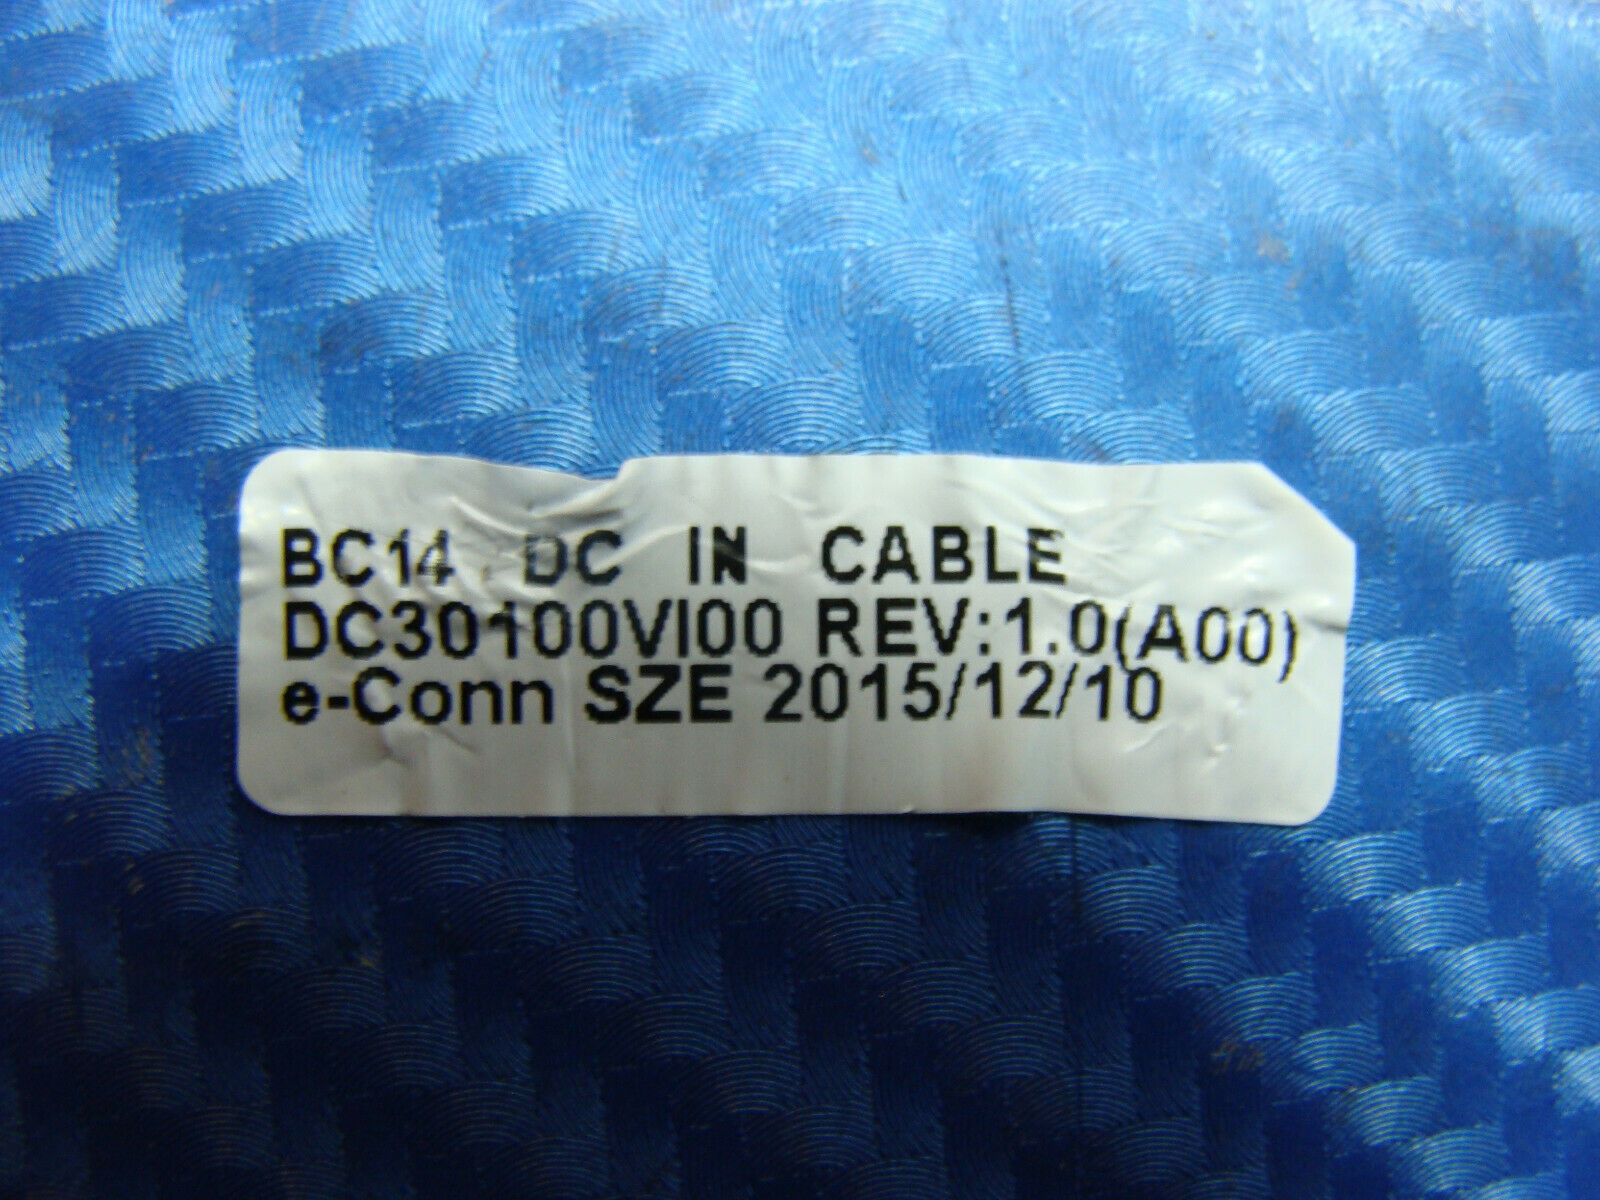 BC14 DC IN CABLE
DC30100VI00 REV:1.0(A00)
e-Conn SZE 2015/12/10